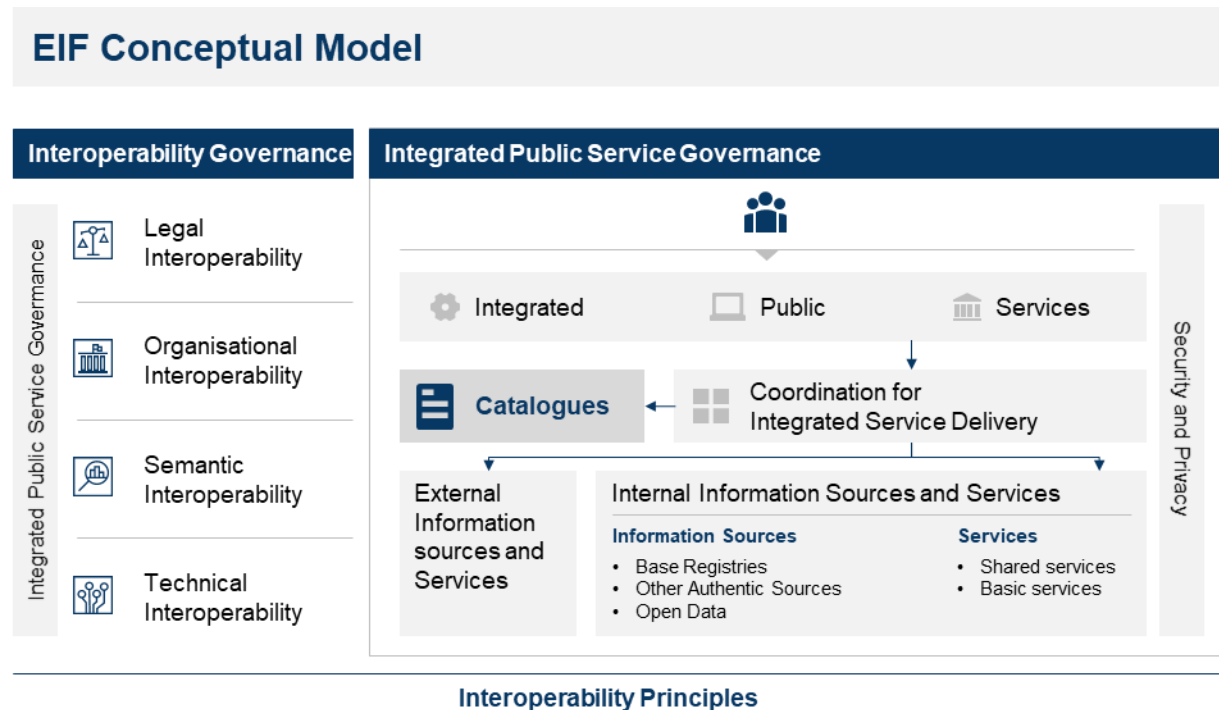 EIF Conceptual Model
Interoperability Governance
Integrated Public Service Governance
Legal
Interoperability
Organisational
Interoperability
Semantic
Interoperability
Technical
Interoperability
Integrated Public Service Governance
Integrated
Public
Services
Catalogues
Coordination for
Integrated Service Delivery
External
Information
sources and
Services
Internal Information Sources and Services
Information Sources
• Base Registries
• Other Authentic Sources
• Open Data
Services
• Shared services
• Basic services
Security and Privacy
Interoperability Principles